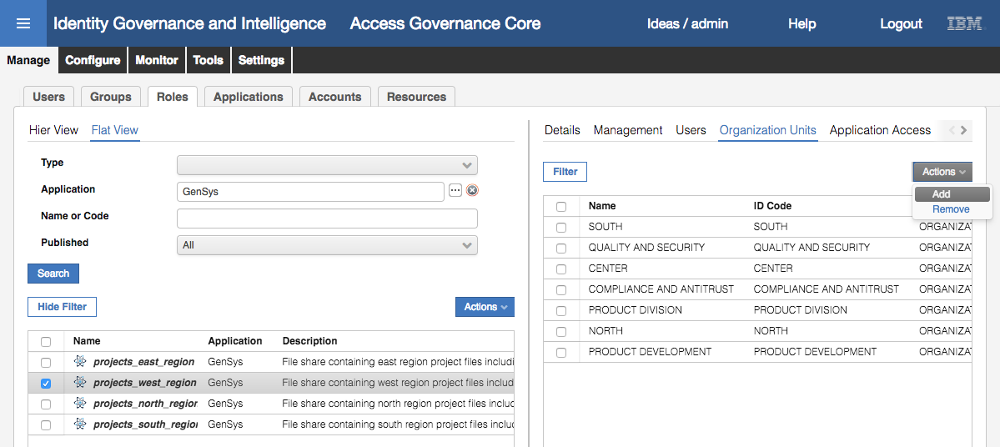 Identity Governance and Intelligence Access Governance Core Ideas / admin Help Logout IBM
Manage Configure Monitor Tools Settings
Users Groups Roles Applications Accounts Resources
Hier View Flat View
Type
Application GenSys
Name or Code
Published All
Search
Hide Filter Actions
Name Application Description
projects_east_region GenSys File share containing east region project files includi
projects_west_region GenSys File share containing west region project files includ
projects_north_region GenSys File share containing north region project files includ
projects_south_region GenSys File share containing south region project files includ
Details Management Users Organization Units Application Access
Filter Actions
Add
Remove
Name ID Code
SOUTH SOUTH ORGANIZAT
QUALITY AND SECURITY QUALITY AND SECURITY ORGANIZAT
CENTER CENTER ORGANIZAT
COMPLIANCE AND ANTITRUST COMPLIANCE AND ANTITRUST ORGANIZAT
PRODUCT DIVISION PRODUCT DIVISION ORGANIZAT
NORTH NORTH ORGANIZAT
PRODUCT DEVELOPMENT PRODUCT DEVELOPMENT ORGANIZAT